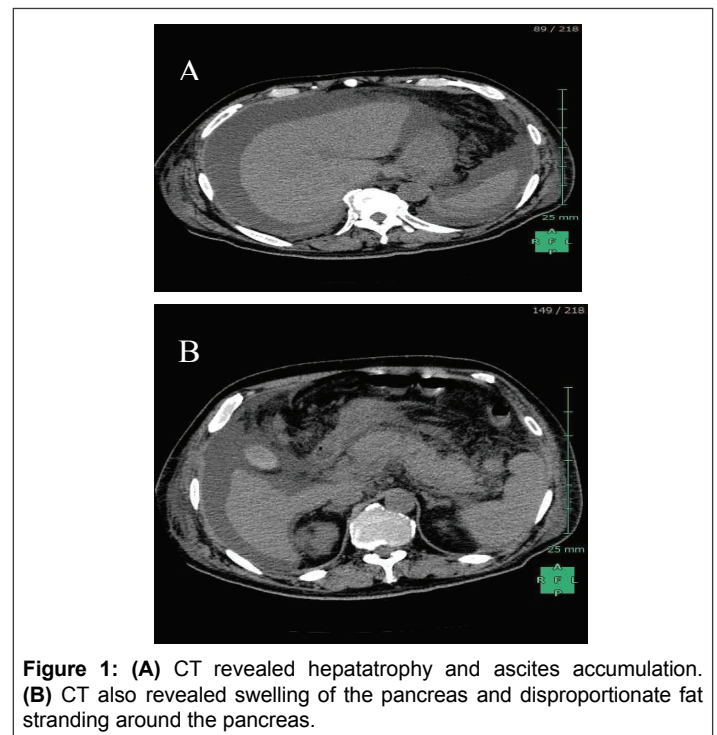 89 / 218
A
25 mm
A
R F L
P
149 / 218
B
25 mm
A
R F L
P
Figure 1: (A) CT revealed hepatatrophy and ascites accumulation.
(B) CT also revealed swelling of the pancreas and disproportionate fat
stranding around the pancreas.